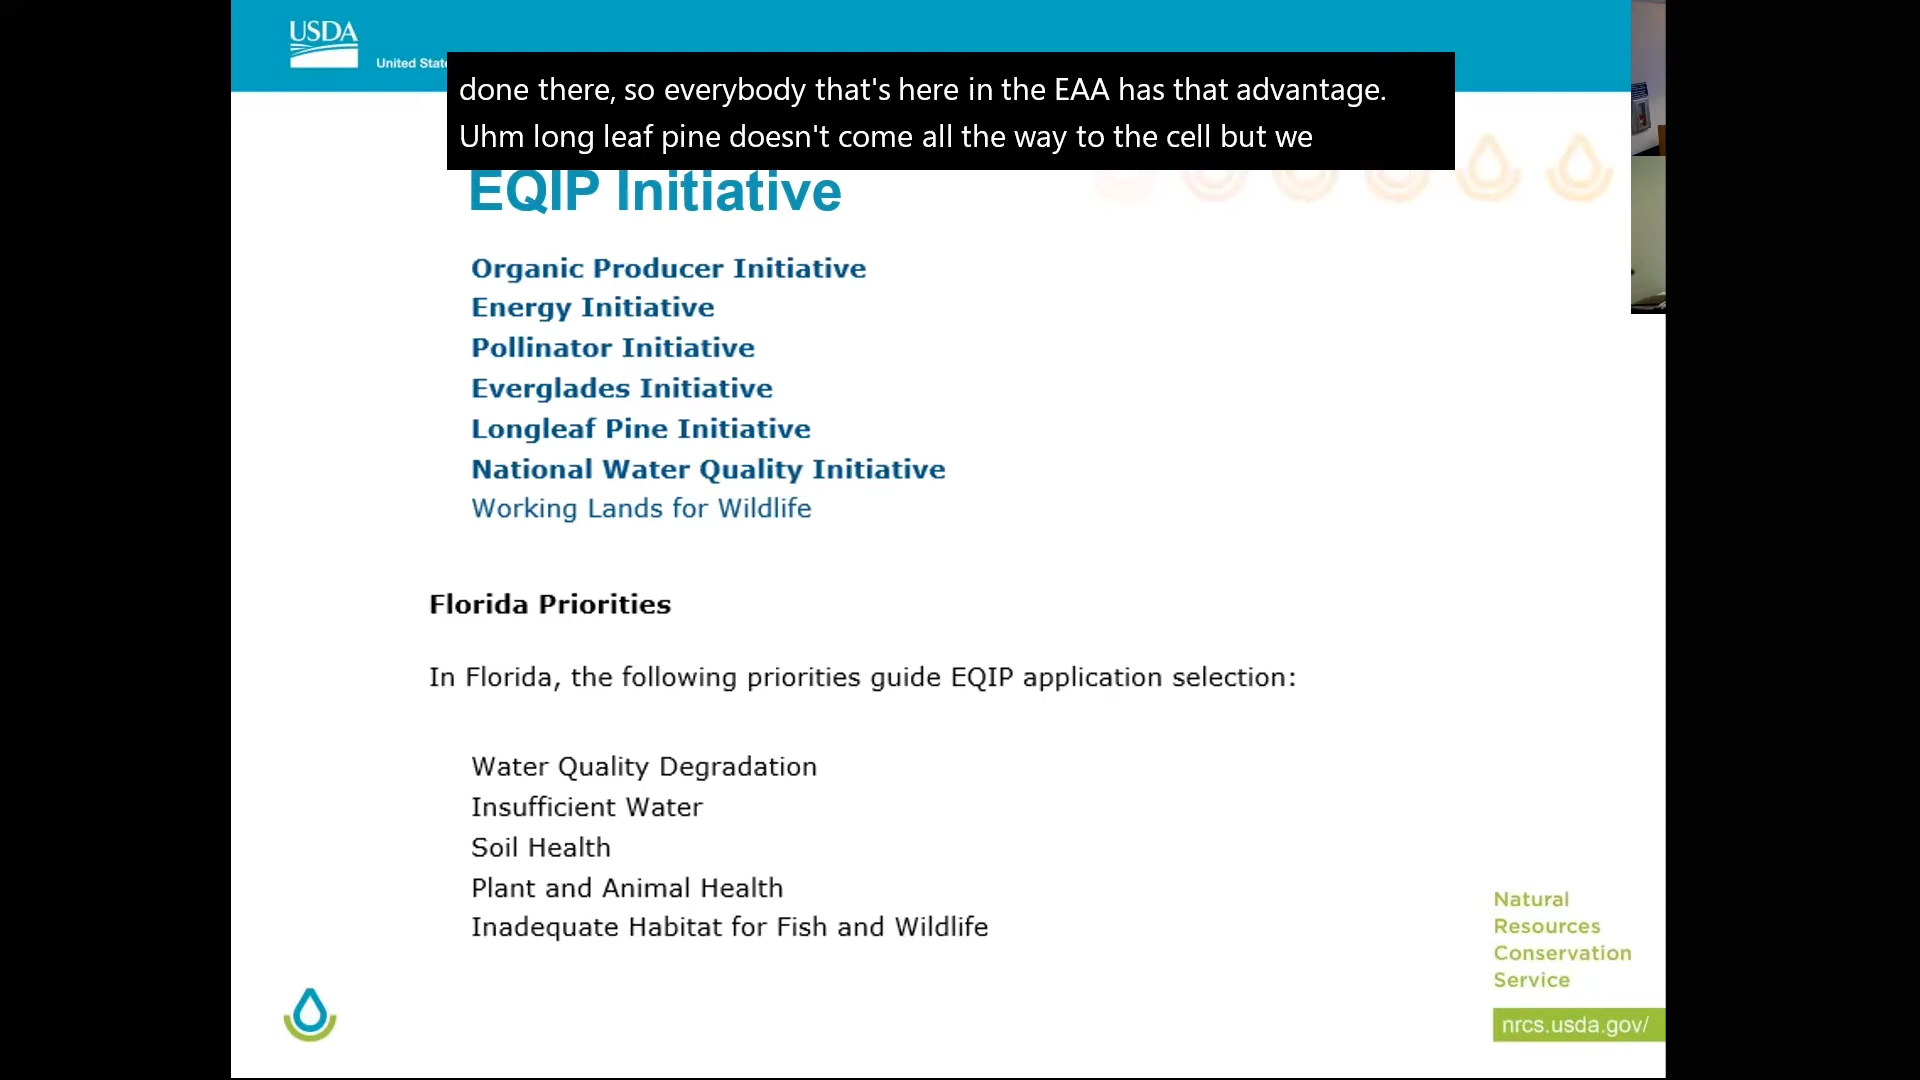 USDA
United State
done there, so everybody that's here in the EAA has that advantage.
Uhm long leaf pine doesn't come all the way to the cell but we
EQIP Initiative
Organic Producer Initiative
Energy Initiative
Pollinator Initiative
Everglades Initiative
Longleaf Pine Initiative
National Water Quality Initiative
Working Lands for Wildlife
Florida Priorities
In Florida, the following priorities guide EQIP application selection:
Water Quality Degradation
Insufficient Water
Soil Health
Plant and Animal Health
Inadequate Habitat for Fish and Wildlife
Natural
Resources
Conservation
Service
nrcs.usda.gov/